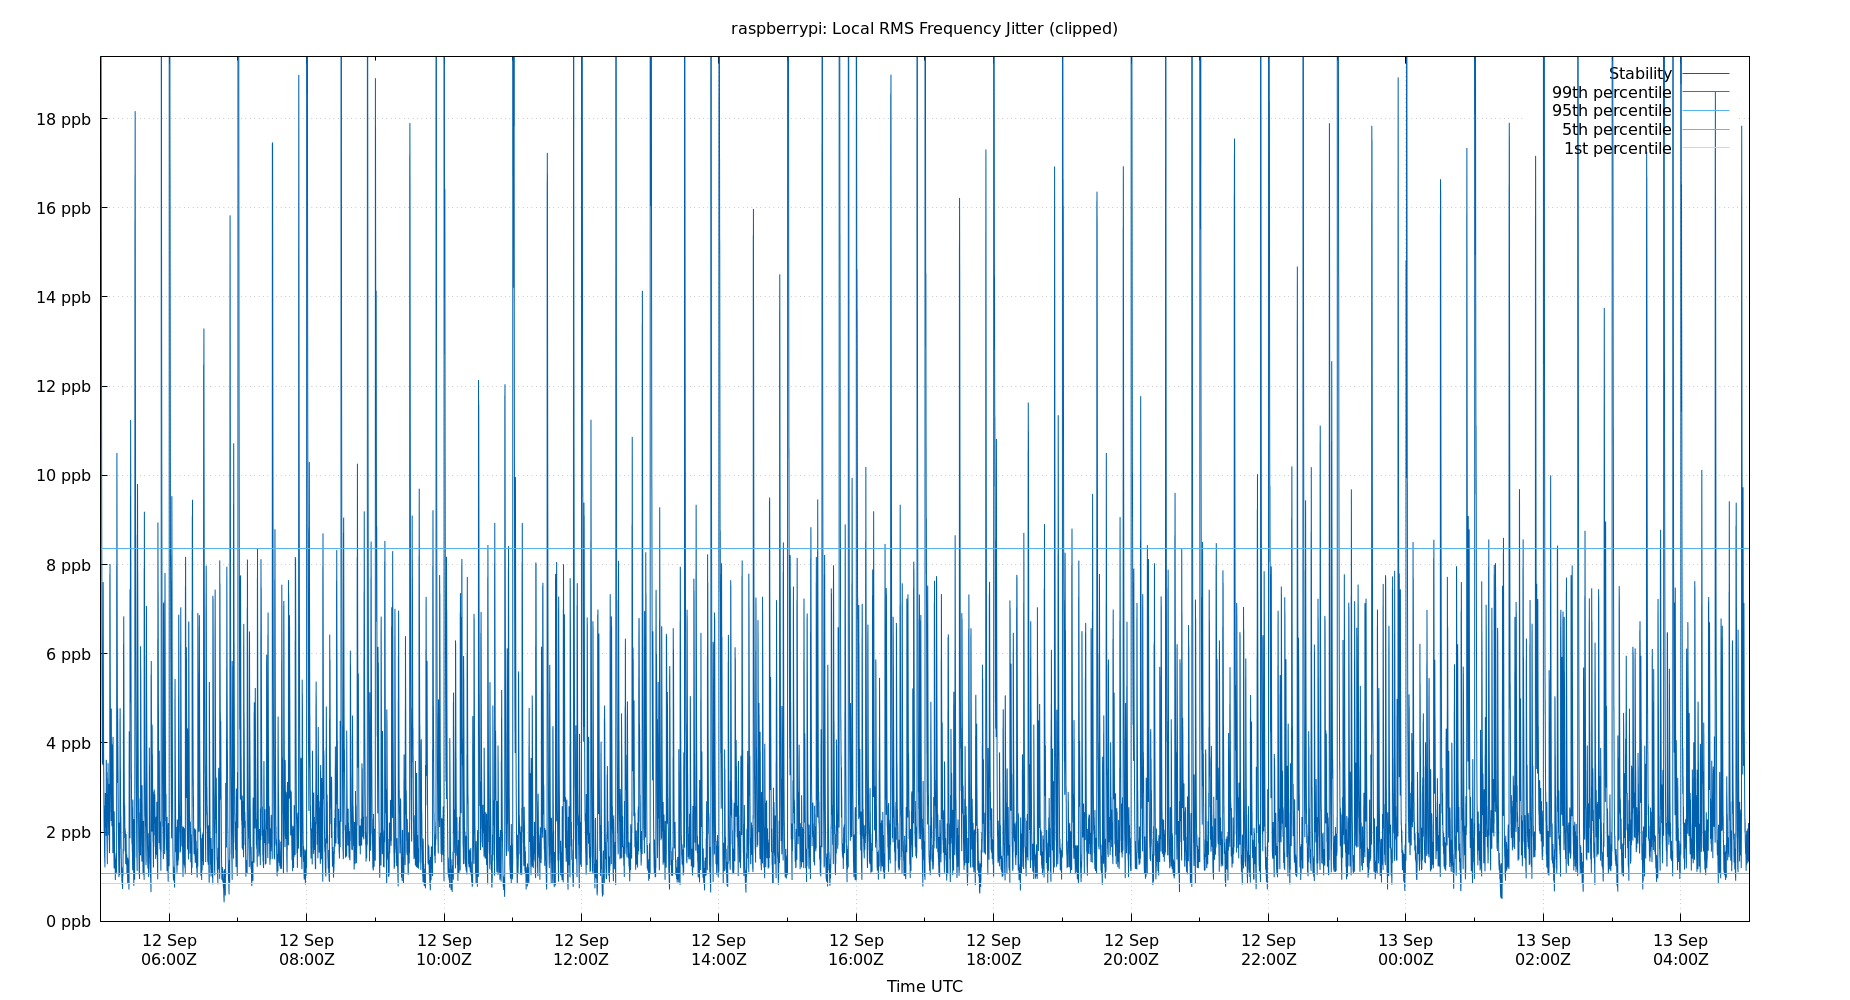 raspberrypi: Local RMS Frequency Jitter (clipped)
Stability
99th percentile
95th percentile
5th percentile
1st percentile
18 ppb
16 ppb
14 ppb
12 ppb
10 ppb
8 ppb
6 ppb
4 ppb
2 ppb
0 ppb
12 Sep 12 Sep 12 Sep 12 Sep 12 Sep 12 Sep 12 Sep 12 Sep 12 Sep 13 Sep 13 Sep 13 Sep
06:00Z 08:00Z 10:00Z 12:00Z 14:00Z 16:00Z 18:00Z 20:00Z 22:00Z 00:00Z 02:00Z 04:00Z
Time UTC